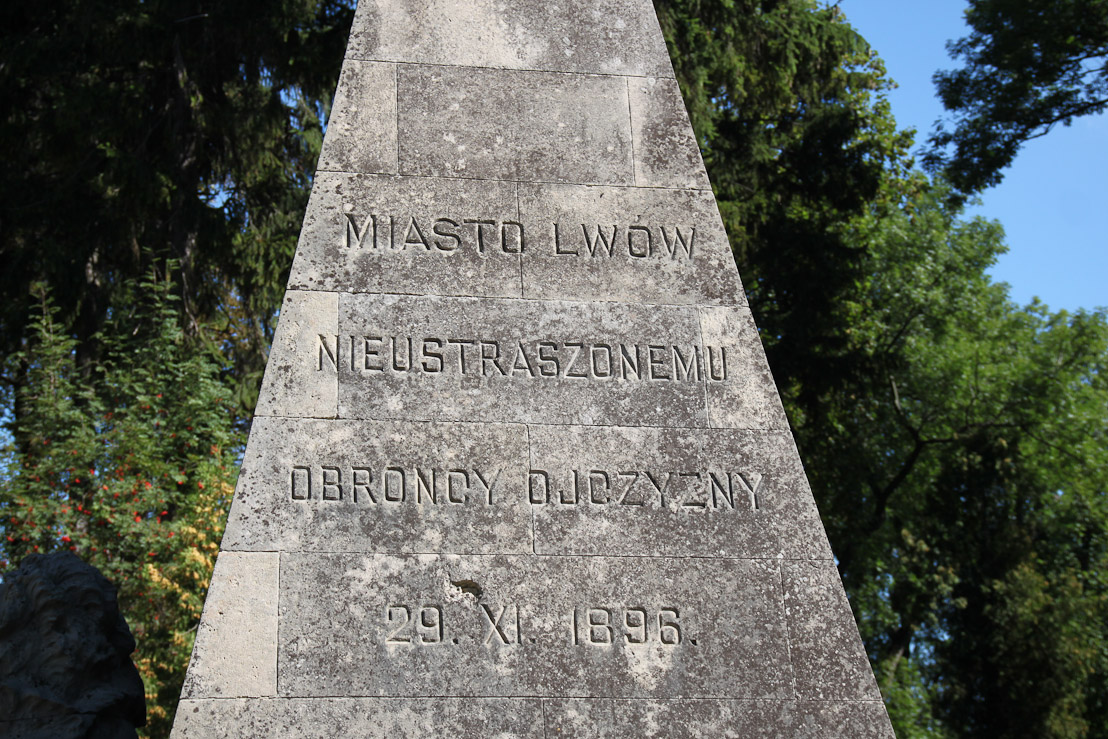 MIASTO LWÓW
NIEUSTRASZONEMU
OBROŃCY OJCZYZNY
29. XI. 1896.